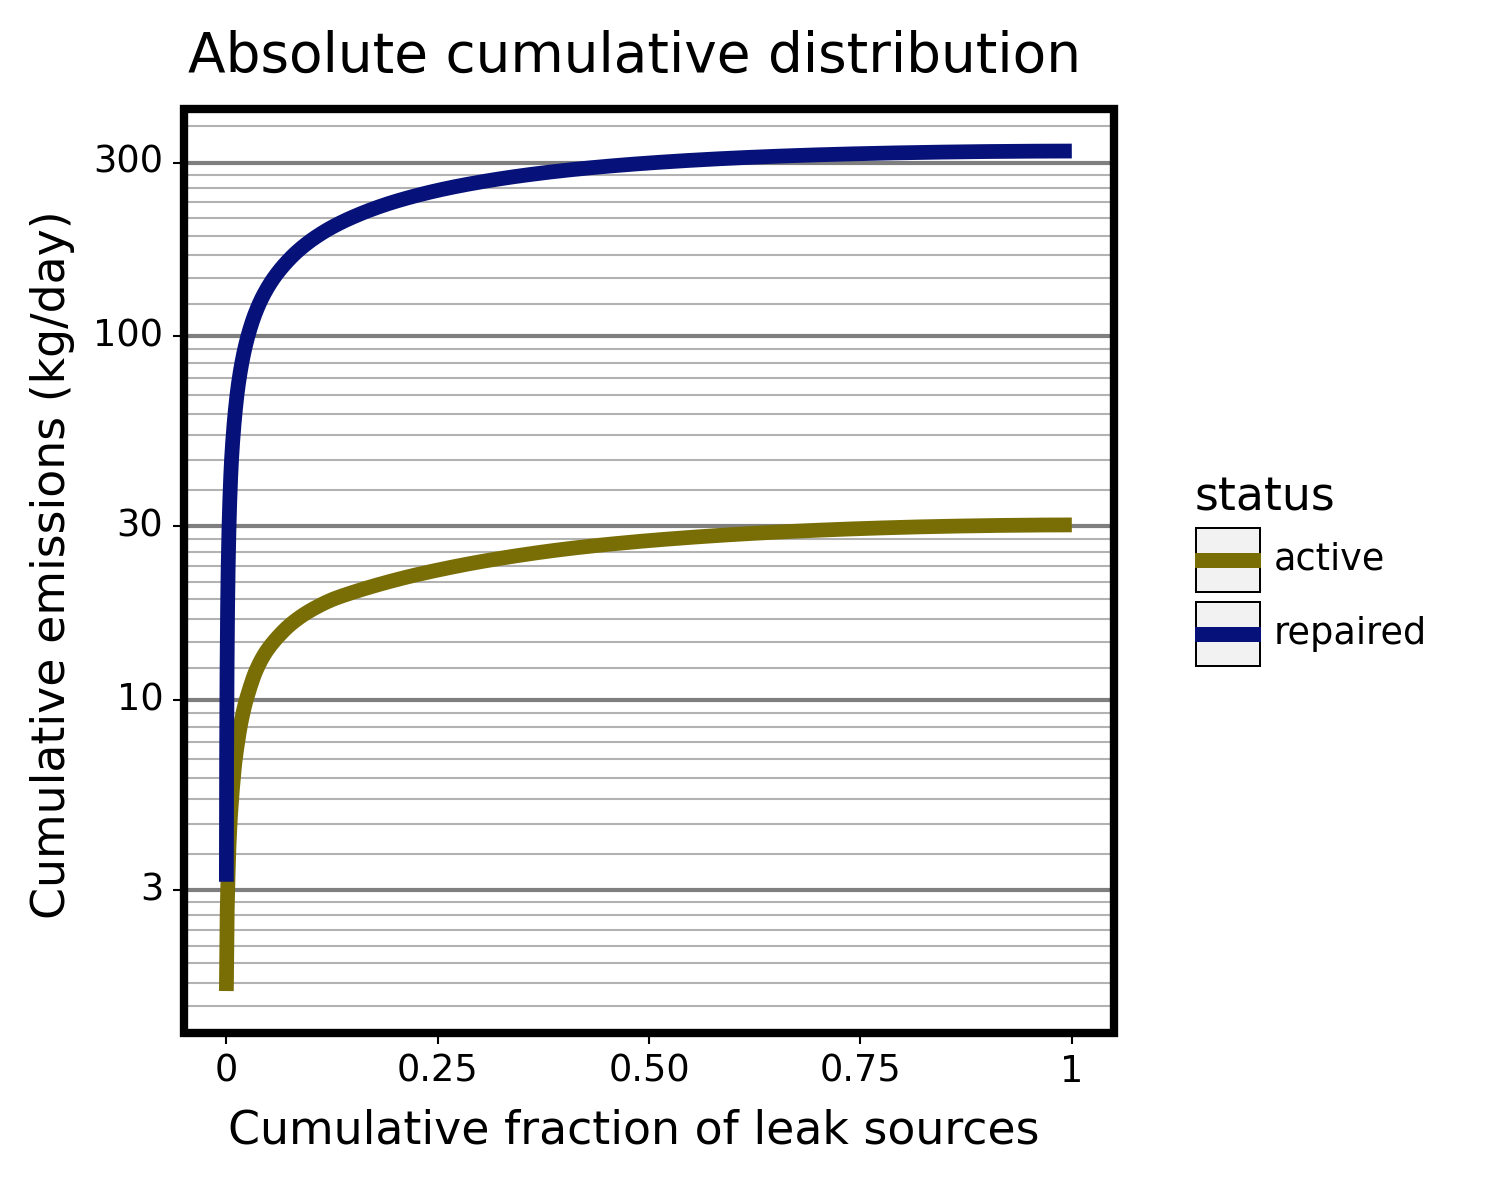 Absolute cumulative distribution
Cumulative emissions (kg/day)
300
100
30
10
3
0
0.25
0.50
0.75
1
Cumulative fraction of leak sources
status
active
repaired